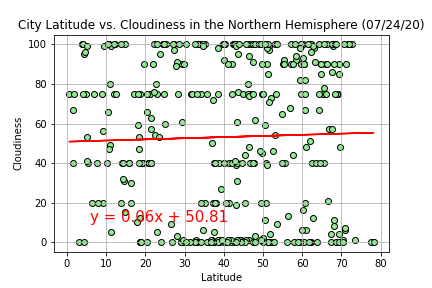 City Latitude vs. Cloudiness in the Northern Hemisphere (07/24/20)
100
80
60
40
20
0
Cloudiness
y = 0.06x + 50.81
0 10 20 30 40 50 60 70 80
Latitude